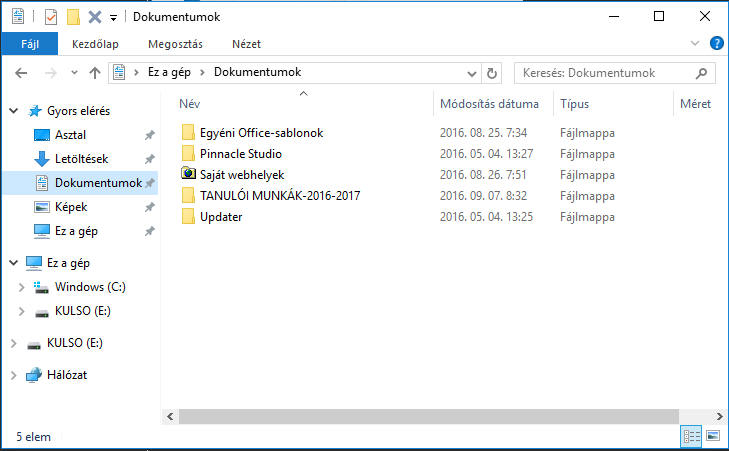 Dokumentumok
Fájl Kezdőlap Megosztás Nézet
Ez a gép Dokumentumok Keresés: Dokumentumok
Gyors elérés
Asztal
Letöltések
Dokumentumok
Képek
Ez a gép
Ez a gép
Windows (C:)
KULSO (E:)
KULSO (E:)
Hálózat
Név Módosítás dátuma Típus Méret
Egyéni Office-sablonok 2016. 08. 25. 7:34 Fájlmappa
Pinnacle Studio 2016. 05. 04. 13:27 Fájlmappa
Saját webhelyek 2016. 08. 26. 7:51 Fájlmappa
TANULÓI MUNKÁK-2016-2017 2016. 09. 07. 8:32 Fájlmappa
Updater 2016. 05. 04. 13:25 Fájlmappa
5 elem